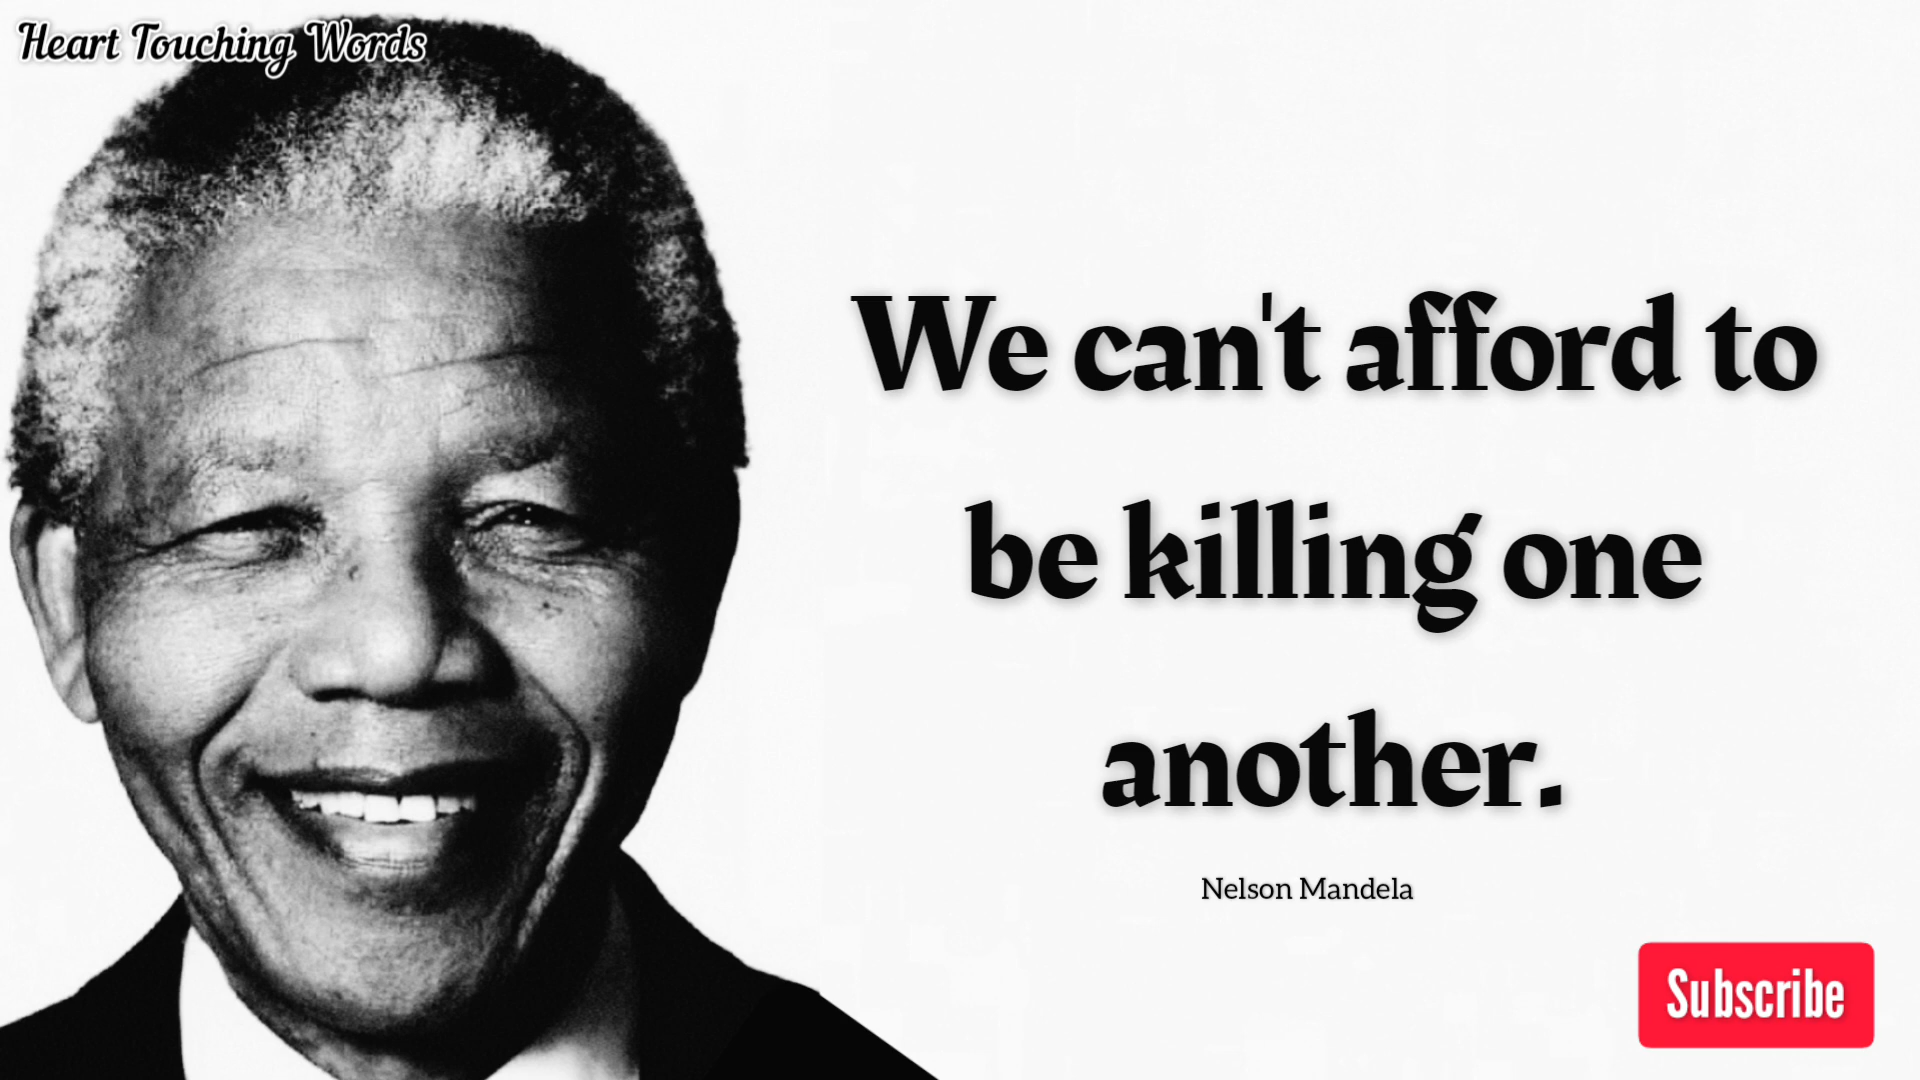 Heart Touching Words
We can't afford to
be killing one
another.
Nelson Mandela
Subscribe